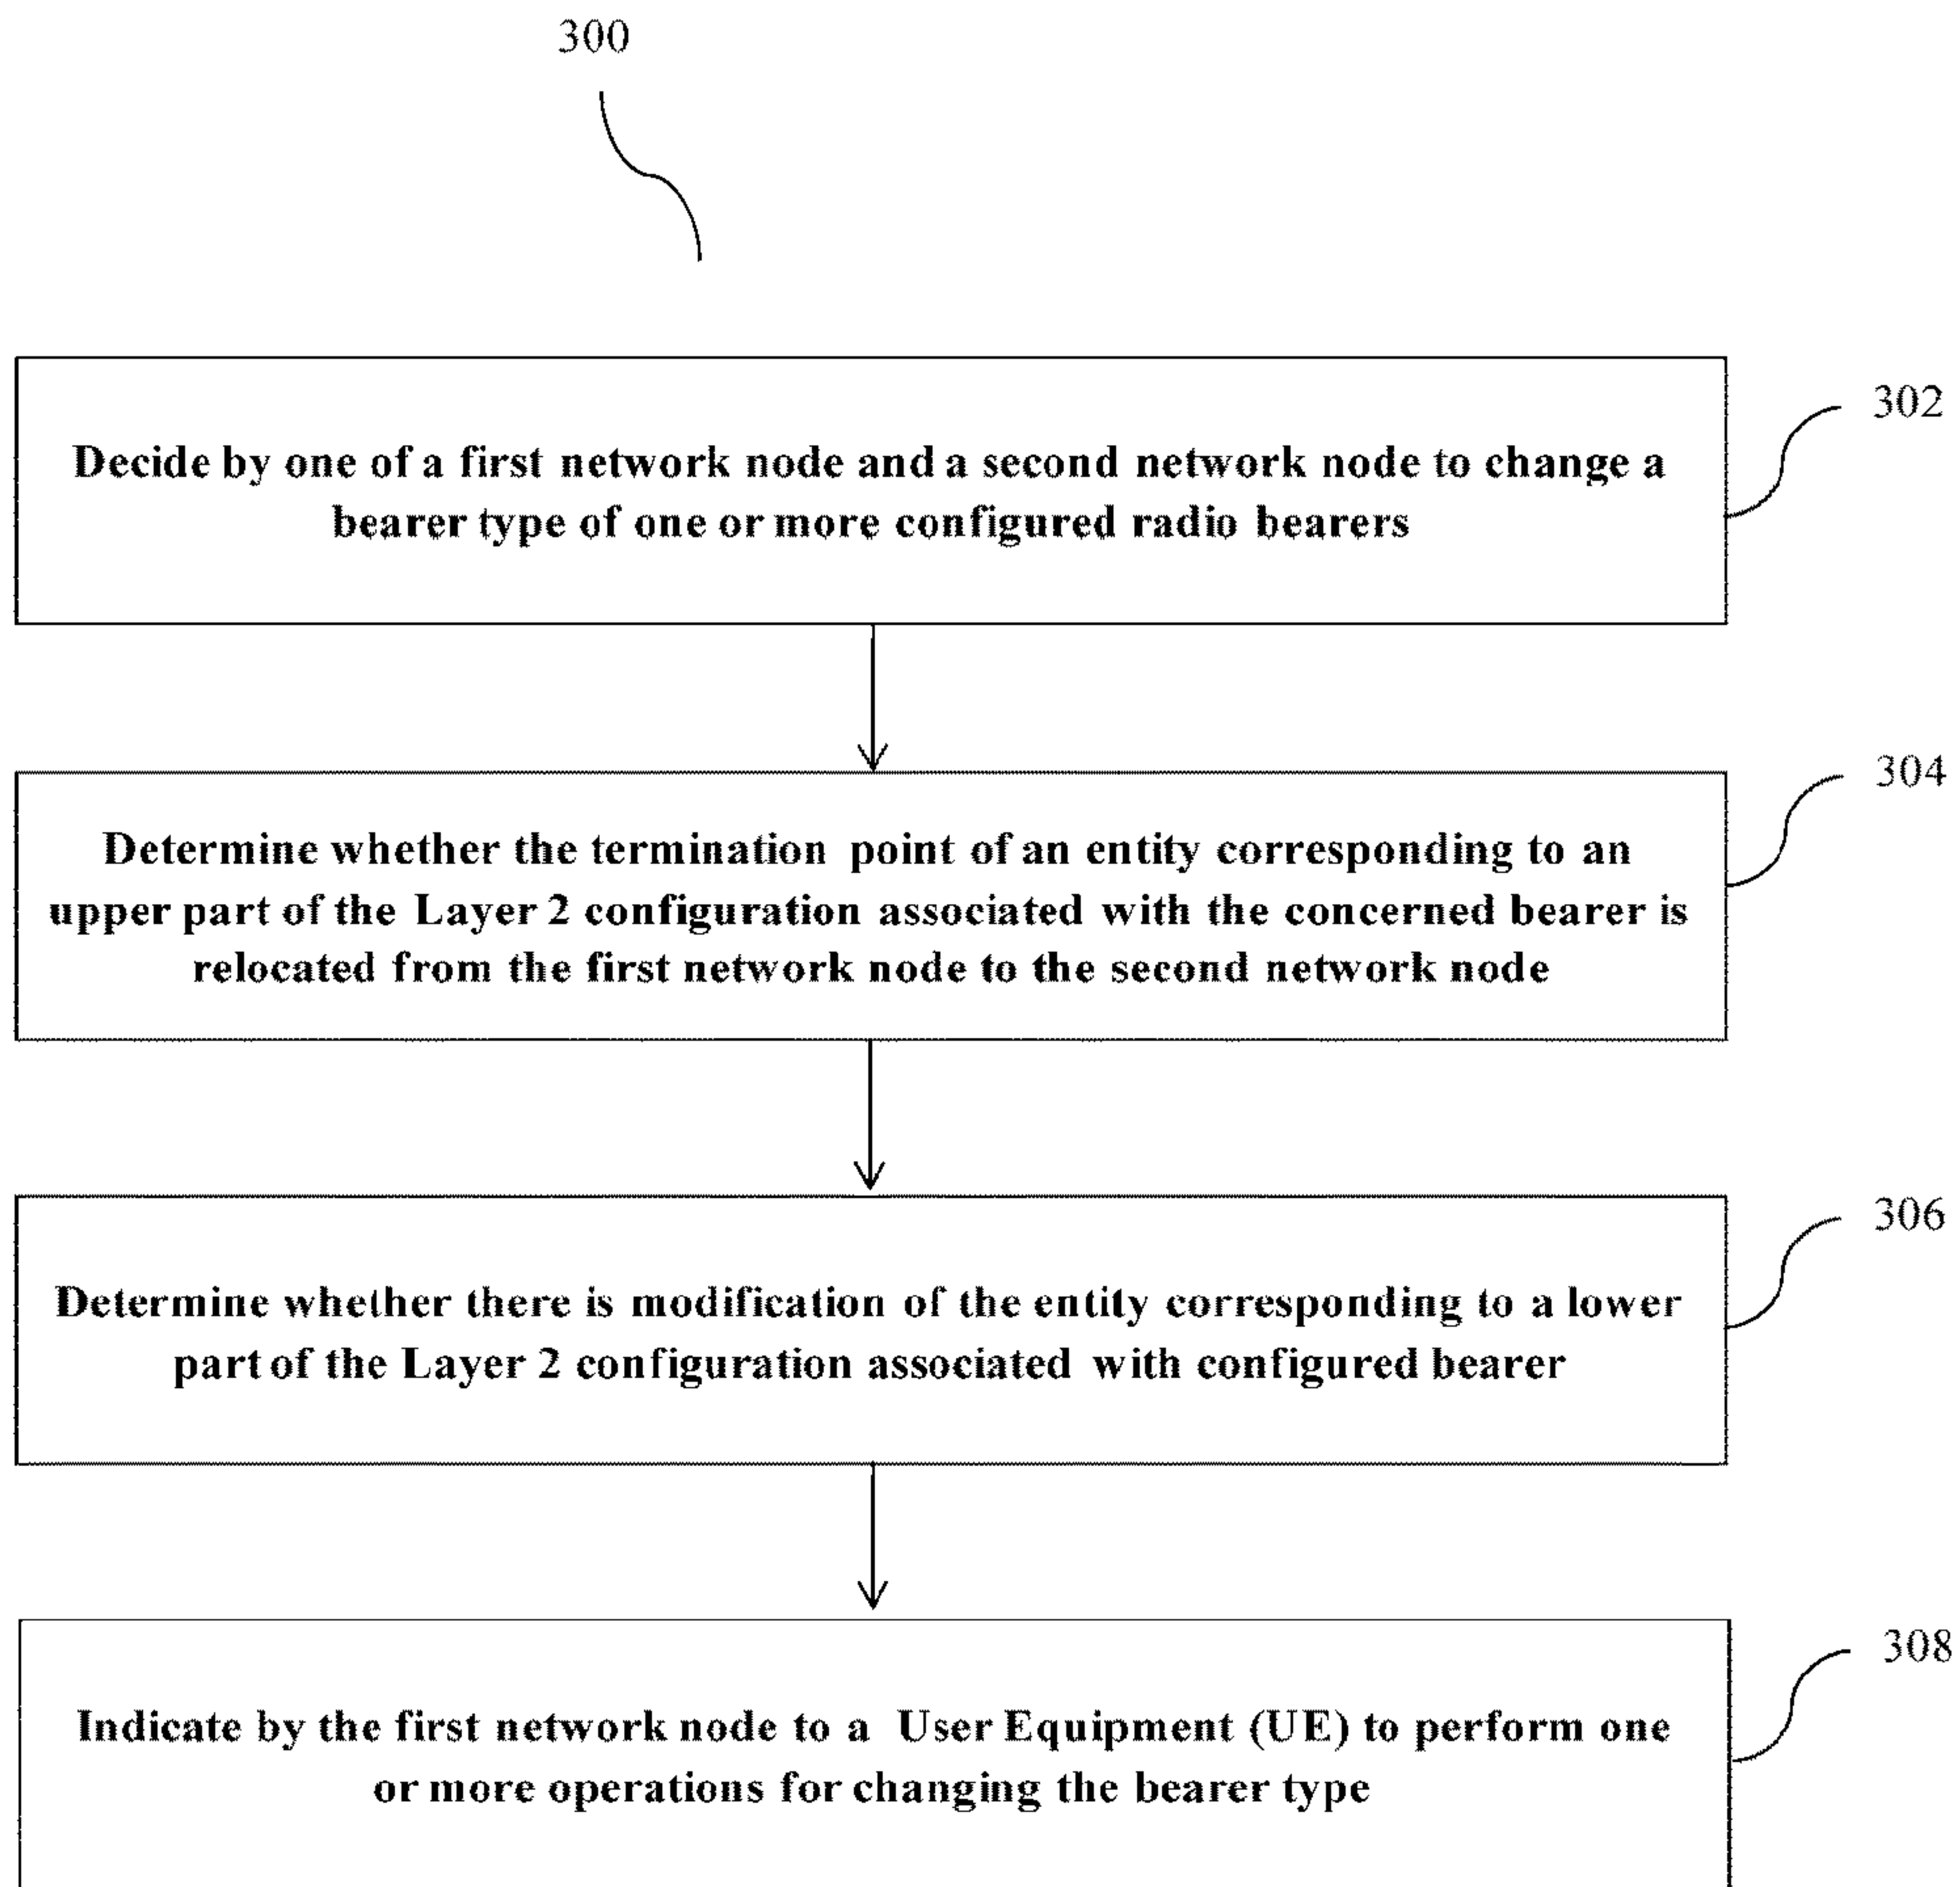 300
302
Decide by one of a first network node and a second network node to change a
bearer type of one or more configured radio bearers
304
Determine whether the termination point of an entity corresponding to an
upper part of the Layer 2 configuration associated with the concerned bearer is
relocated from the first network node to the second network node
306
Determine whether there is modification of the entity corresponding to a lower
part of the Layer 2 configuration associated with configured bearer
308
Indicate by the first network node to a User Equipment (UE) to perform one
or more operations for changing the bearer type